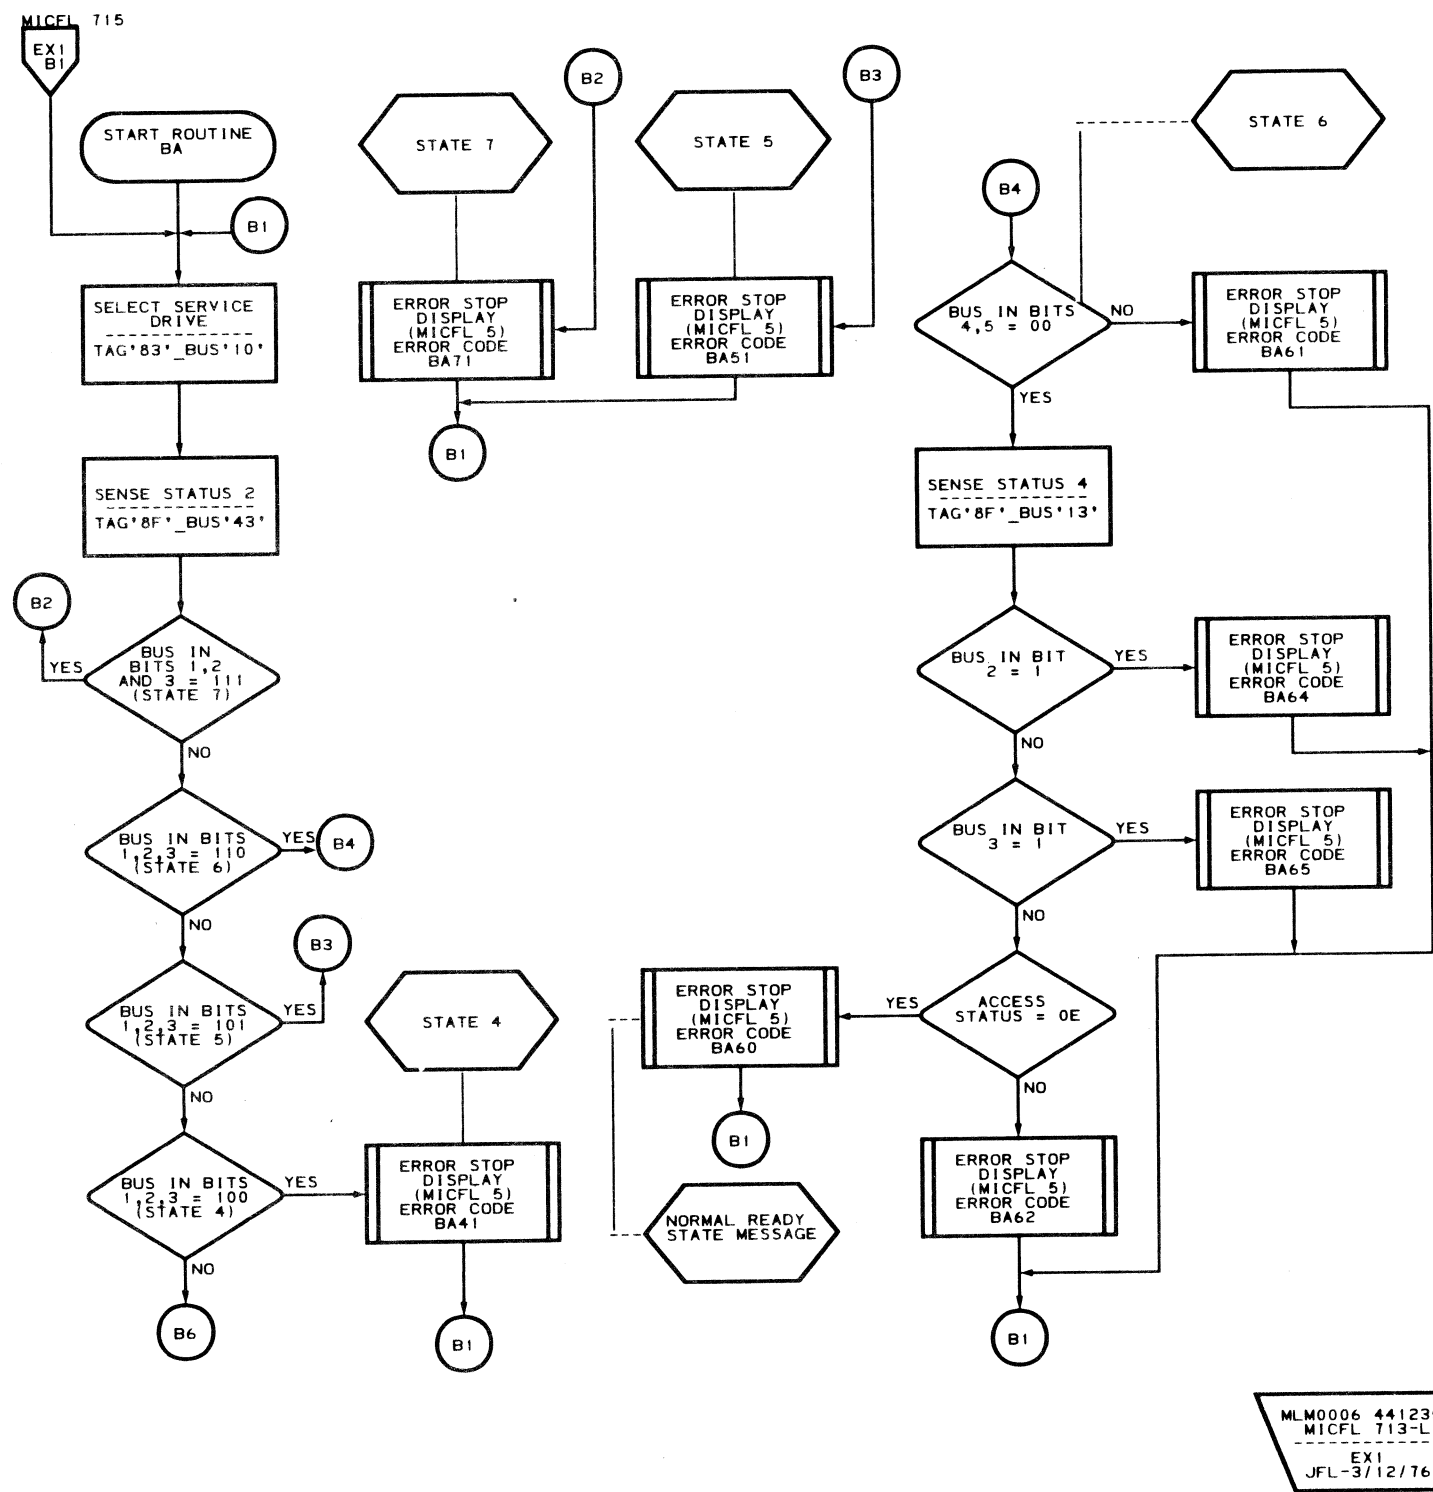 MICFL 715
EX1
B1
START ROUTINE
BA
B1
SELECT SERVICE
DRIVE
TAG'83'_BUS'10'
SENSE STATUS 2
TAG'8F'_BUS'43'
B2
YES
BUS IN
BITS 1,2
AND 3 = 111
(STATE 7)
NO
BUS IN BITS
1,2,3 = 110
(STATE 6)
YES
B4
NO
B3
BUS IN BITS
1,2,3 = 101
(STATE 5)
YES
NO
BUS IN BITS
1,2,3 = 100
(STATE 4)
YES
NO
B6
STATE 7
B2
ERROR STOP
DISPLAY
(MICFL 5)
ERROR CODE
BA71
B1
STATE 5
B3
ERROR STOP
DISPLAY
(MICFL 5)
ERROR CODE
BA51
STATE 4
ERROR STOP
DISPLAY
(MICFL 5)
ERROR CODE
BA41
B1
STATE 6
B4
BUS IN BITS
4,5 = 00
NO
ERROR STOP
DISPLAY
(MICFL 5)
ERROR CODE
BA61
YES
SENSE STATUS 4
TAG'8F'_BUS'13'
BUS IN BIT
2 = 1
YES
ERROR STOP
DISPLAY
(MICFL 5)
ERROR CODE
BA64
NO
BUS IN BIT
3 = 1
YES
ERROR STOP
DISPLAY
(MICFL 5)
ERROR CODE
BA65
NO
ACCESS
STATUS = 0E
YES
ERROR STOP
DISPLAY
(MICFL 5)
ERROR CODE
BA60
B1
NORMAL READY
STATE MESSAGE
NO
ERROR STOP
DISPLAY
(MICFL 5)
ERROR CODE
BA62
B1
MLM0006 44123
MICFL 713-L
EX1
JFL-3/12/76